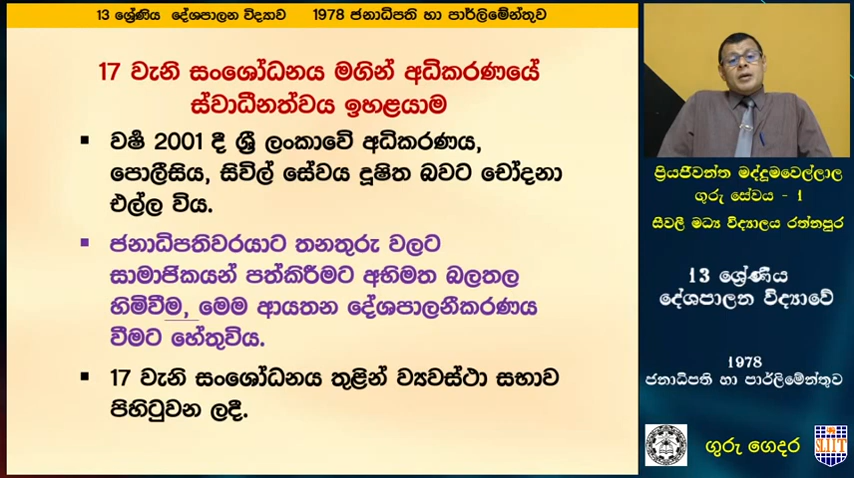 13 ශ්‍රේණිය දේශපාලන විද්‍යාව 1978 ජනාධිපති හා පාර්ලිමේන්තුව
17 වැනි සංශෝධනය මගින් අධිකරණයේ
ස්වාධීනත්වය ඉහළයාම
▪ වර්ෂ 2001 දී ශ්‍රී ලංකාවේ අධිකරණය,
පොලීසිය, සිවිල් සේවය දූෂිත බවට චෝදනා
එල්ල විය.
▪ ජනාධිපතිවරයාට තනතුරු වලට
සාමාජිකයන් පත්කිරීමට අභිමත බලතල
හිමිවීම, මෙම ආයතන දේශපාලනීකරණය
වීමට හේතුවිය.
▪ 17 වැනි සංශෝධනය තුළින් ව්‍යවස්ථා සභාව
පිහිටුවන ලදී.
ප්‍රියජීවන්ත මද්දුමවෙල්ලාල
ගුරු සේවය - 1
සීවලී මධ්‍ය විද්‍යාලය රත්නපුර
13 ශ්‍රේණිය
දේශපාලන විද්‍යාවේ
1978
ජනාධිපති හා පාර්ලිමේන්තුව
ගුරු ගෙදර
SLIIT